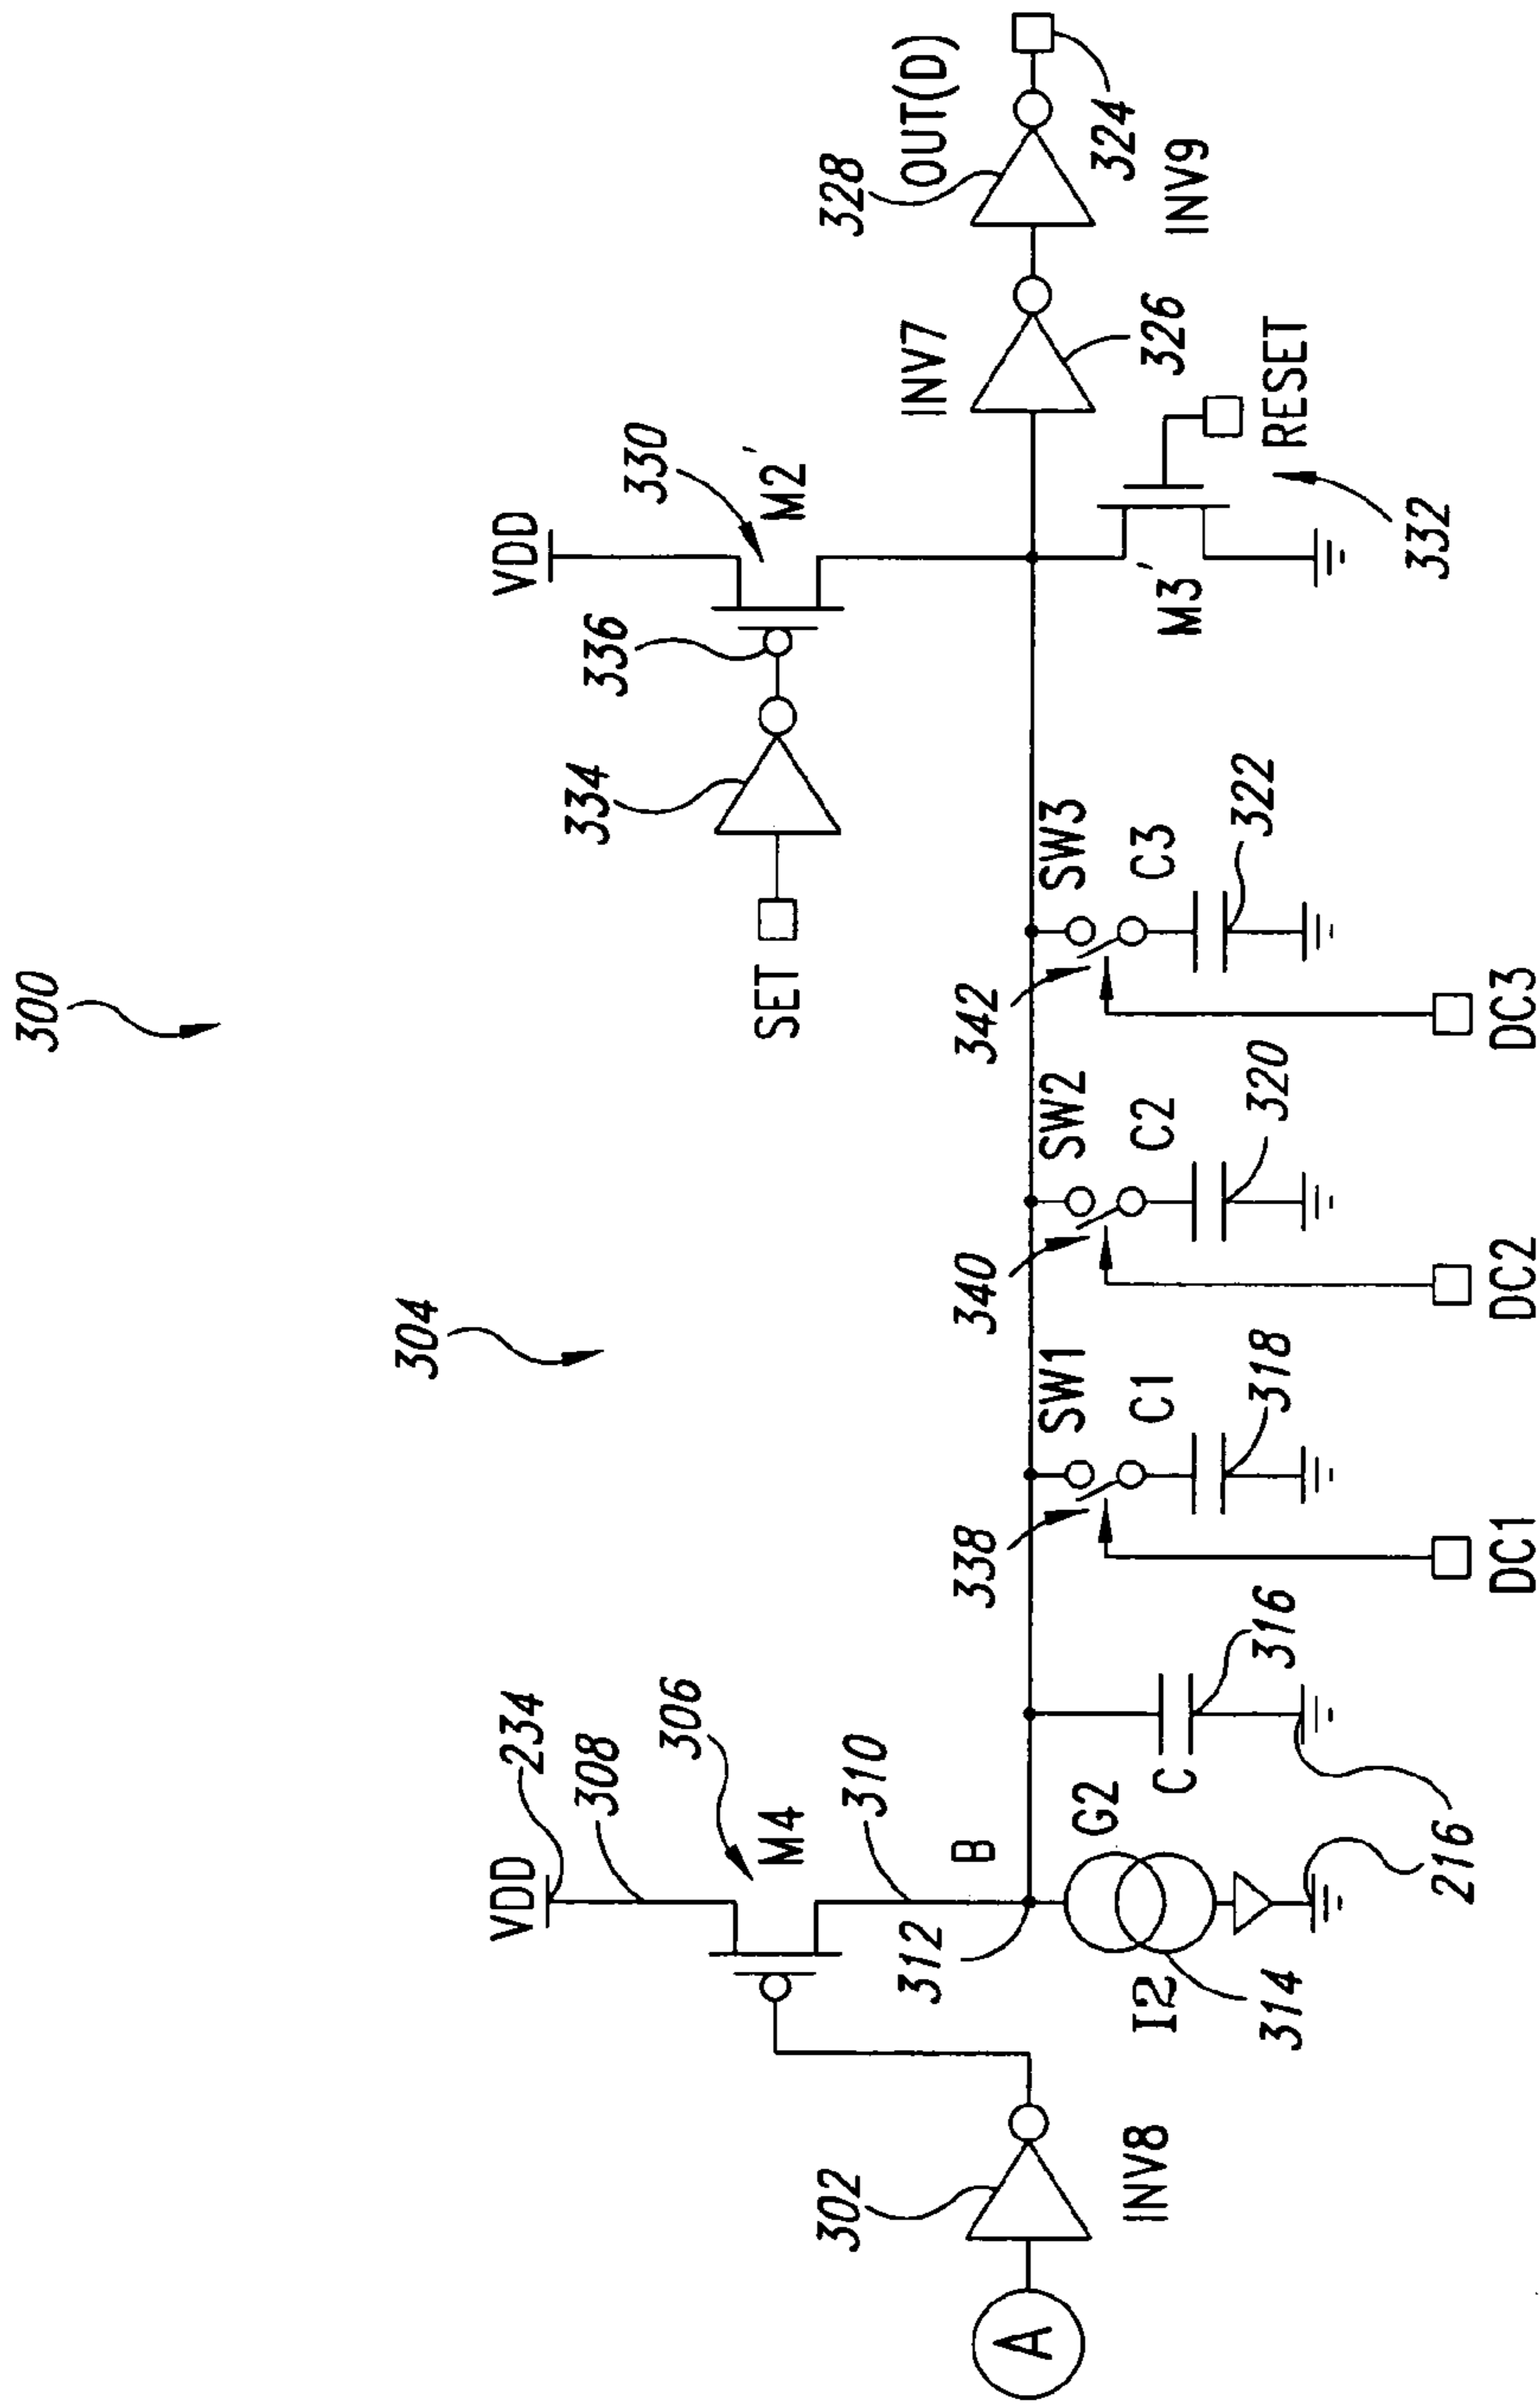 300
304
VDD
234
308
306
M4
310
B
312
G2
I2
314
216
C
316
302
INV8
A
338
SW1
C1
318
DC1
340
SW2
C2
320
DC2
342
SW3
C3
322
DC3
SET
334
336
VDD
330
M2'
M3'
332
RESET
INV7
326
328
OUT(D)
324
INV9